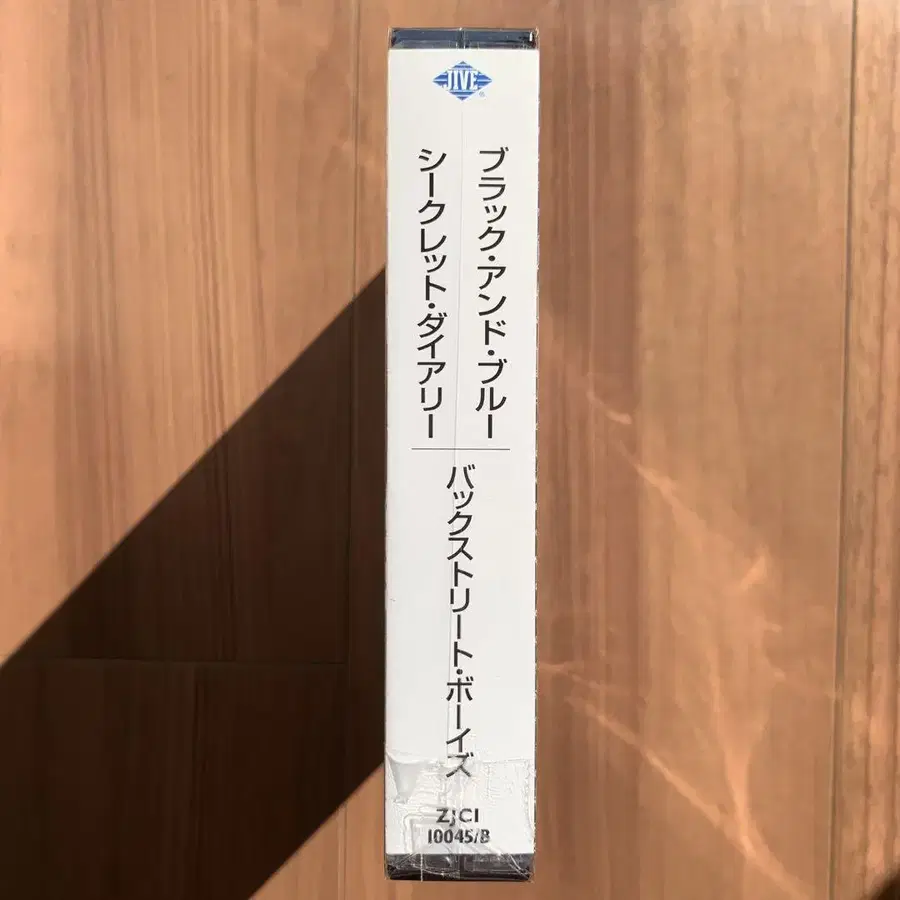 JIVE
ブラック・アンド・ブルー
シークレット・ダイアリー
バックストリート・ボーイズ
ZJCI
10045/B